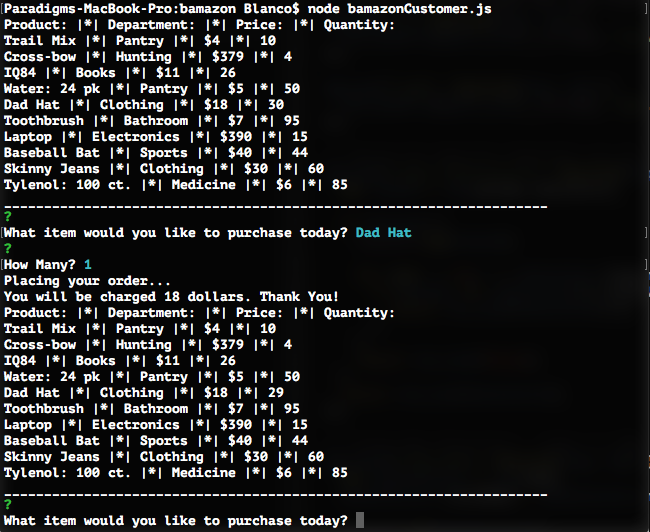 [Paradigms-MacBook-Pro:bamazon Blanco$ node bamazonCustomer.js ]
Product: |*| Department: |*| Price: |*| Quantity:
Trail Mix |*| Pantry |*| $4 |*| 10
Cross-bow |*| Hunting |*| $379 |*| 4
IQ84 |*| Books |*| $11 |*| 26
Water: 24 pk |*| Pantry |*| $5 |*| 50
Dad Hat |*| Clothing |*| $18 |*| 30
Toothbrush |*| Bathroom |*| $7 |*| 95
Laptop |*| Electronics |*| $390 |*| 15
Baseball Bat |*| Sports |*| $40 |*| 44
Skinny Jeans |*| Clothing |*| $30 |*| 60
Tylenol: 100 ct. |*| Medicine |*| $6 |*| 85
--------------------------------------------------------------------
?
[What item would you like to purchase today? Dad Hat ]
?
[How Many? 1 ]
Placing your order...
You will be charged 18 dollars. Thank You!
Product: |*| Department: |*| Price: |*| Quantity:
Trail Mix |*| Pantry |*| $4 |*| 10
Cross-bow |*| Hunting |*| $379 |*| 4
IQ84 |*| Books |*| $11 |*| 26
Water: 24 pk |*| Pantry |*| $5 |*| 50
Dad Hat |*| Clothing |*| $18 |*| 29
Toothbrush |*| Bathroom |*| $7 |*| 95
Laptop |*| Electronics |*| $390 |*| 15
Baseball Bat |*| Sports |*| $40 |*| 44
Skinny Jeans |*| Clothing |*| $30 |*| 60
Tylenol: 100 ct. |*| Medicine |*| $6 |*| 85
--------------------------------------------------------------------
?
What item would you like to purchase today?